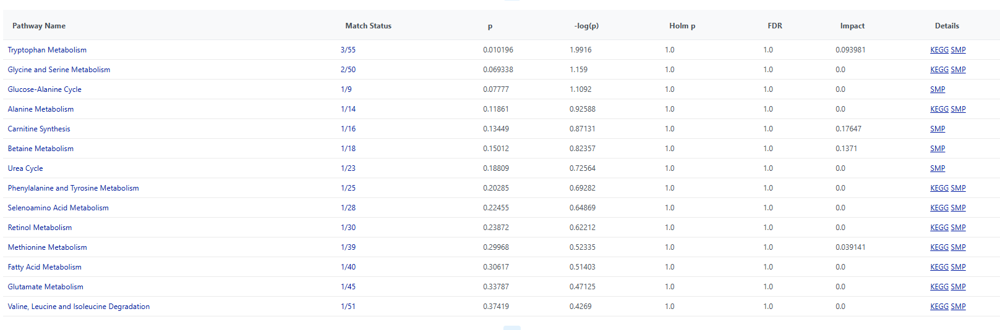 Pathway Name Match Status p -log(p) Holm p FDR Impact Details
Tryptophan Metabolism 3/55 0.010196 1.9916 1.0 1.0 0.093981 KEGG SMP
Glycine and Serine Metabolism 2/50 0.069338 1.159 1.0 1.0 0.0 KEGG SMP
Glucose-Alanine Cycle 1/9 0.07777 1.1092 1.0 1.0 0.0 SMP
Alanine Metabolism 1/14 0.11861 0.92588 1.0 1.0 0.0 KEGG SMP
Carnitine Synthesis 1/16 0.13449 0.87131 1.0 1.0 0.17647 SMP
Betaine Metabolism 1/18 0.15012 0.82357 1.0 1.0 0.1371 SMP
Urea Cycle 1/23 0.18809 0.72564 1.0 1.0 0.0 SMP
Phenylalanine and Tyrosine Metabolism 1/25 0.20285 0.69282 1.0 1.0 0.0 KEGG SMP
Selenoamino Acid Metabolism 1/28 0.22455 0.64869 1.0 1.0 0.0 KEGG SMP
Retinol Metabolism 1/30 0.23872 0.62212 1.0 1.0 0.0 KEGG SMP
Methionine Metabolism 1/39 0.29968 0.52335 1.0 1.0 0.039141 KEGG SMP
Fatty Acid Metabolism 1/40 0.30617 0.51403 1.0 1.0 0.0 KEGG SMP
Glutamate Metabolism 1/45 0.33787 0.47125 1.0 1.0 0.0 KEGG SMP
Valine, Leucine and Isoleucine Degradation 1/51 0.37419 0.4269 1.0 1.0 0.0 KEGG SMP